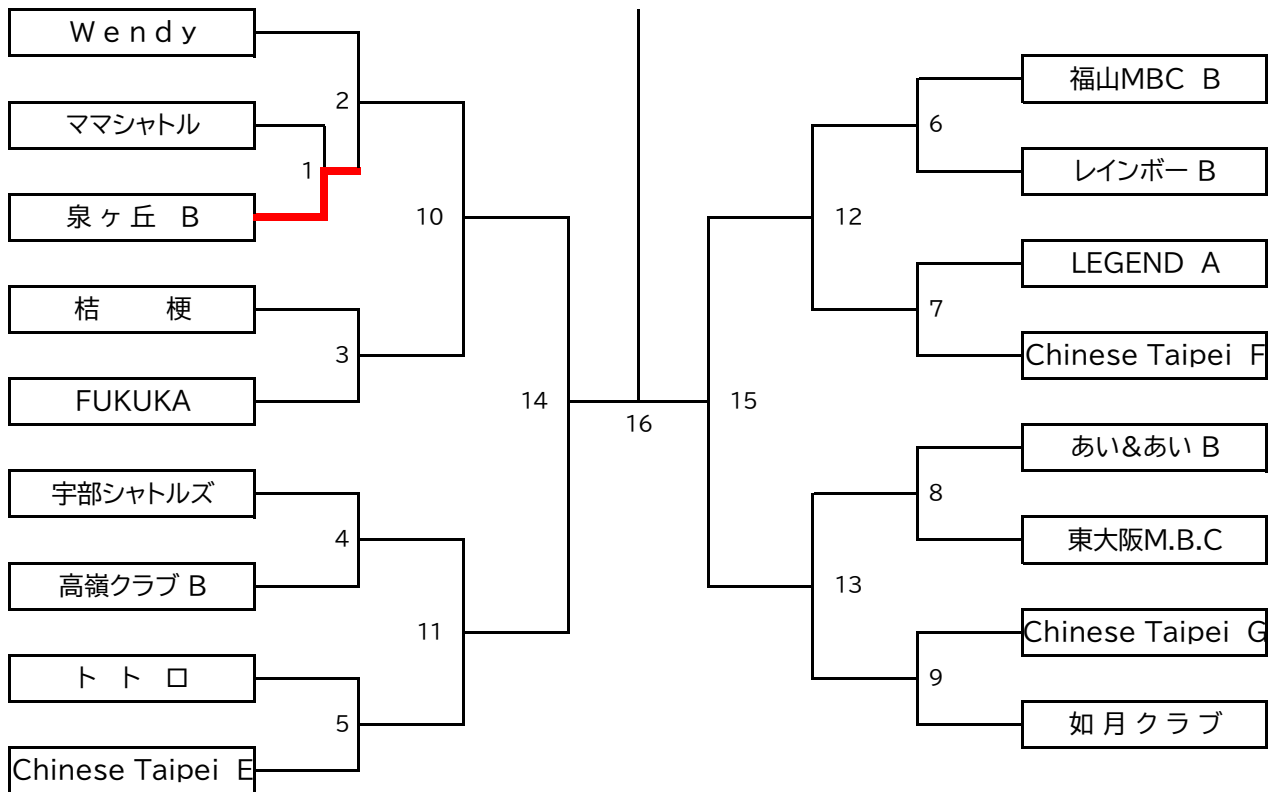 Ｗｅｎｄｙ
ママシャトル
泉ヶ丘　B
桔　　　梗
FUKUKA
宇部シャトルズ
高嶺クラブ B
ト　ト　ロ
Chinese Taipei E
2
1
3
4
5
10
11
14
16
15
12
13
6
7
8
9
福山MBC B
レインボー B
LEGEND A
Chinese Taipei F
あい&あい B
東大阪M.B.C
Chinese Taipei G
如月クラブ